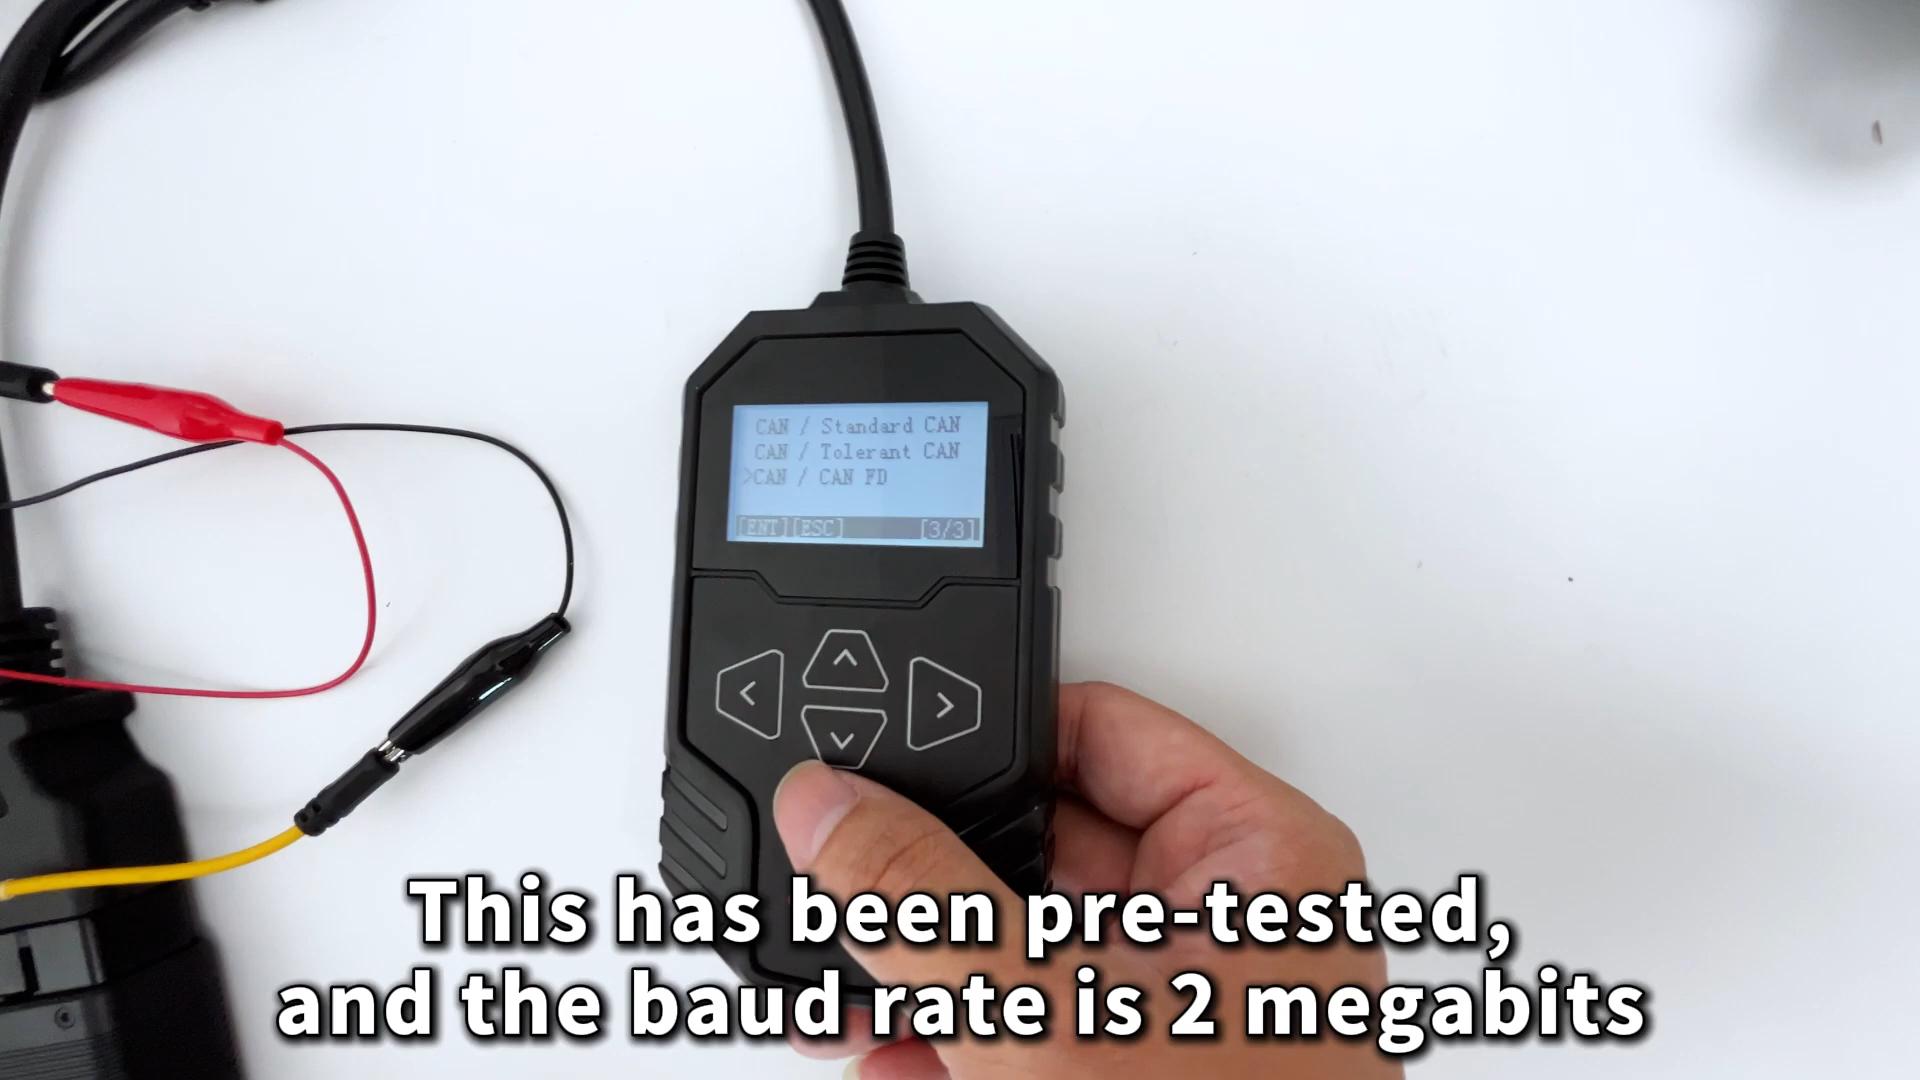 CAN / Standard CAN
CAN / Tolerant CAN
>CAN / CAN FD
[ENT][ESC] [3/3]
This has been pre-tested,
and the baud rate is 2 megabits